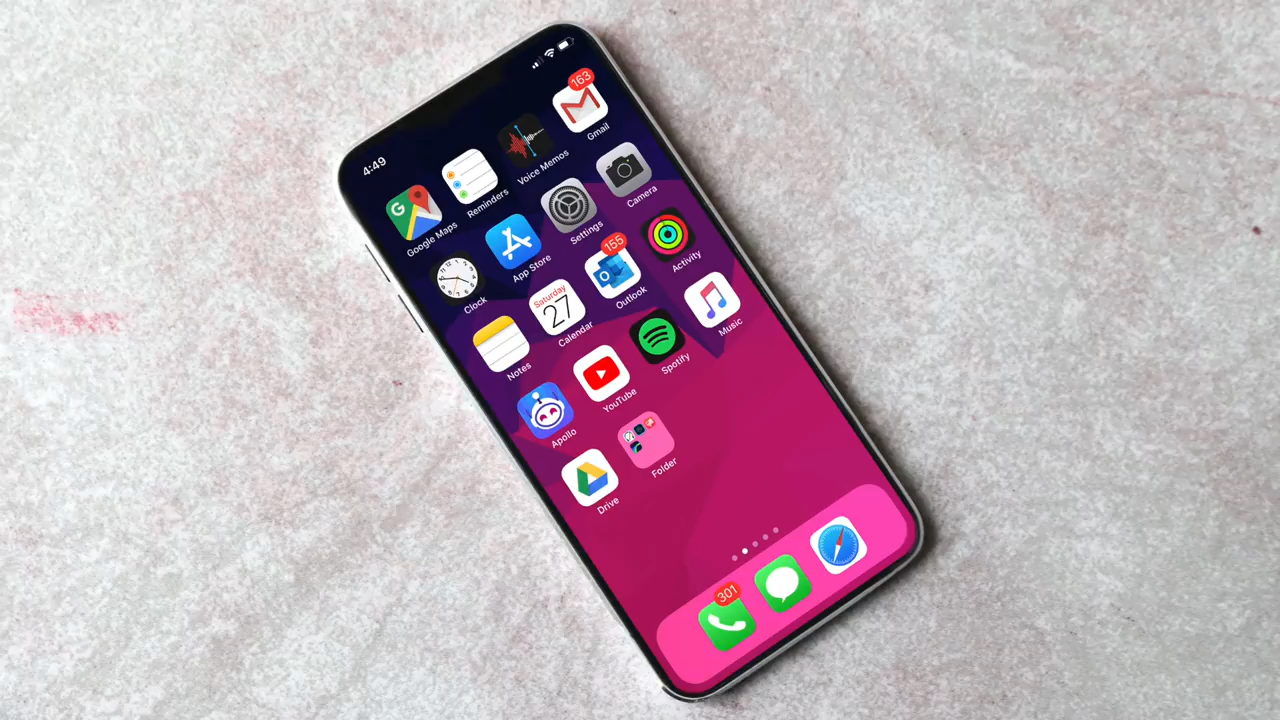 4:49
163
Google Maps
Reminders
Voice Memos
Gmail
Clock
App Store
Settings
Camera
Notes
Saturday
27
Calendar
155
Outlook
Activity
Apollo
YouTube
Spotify
Music
Drive
Folder
301